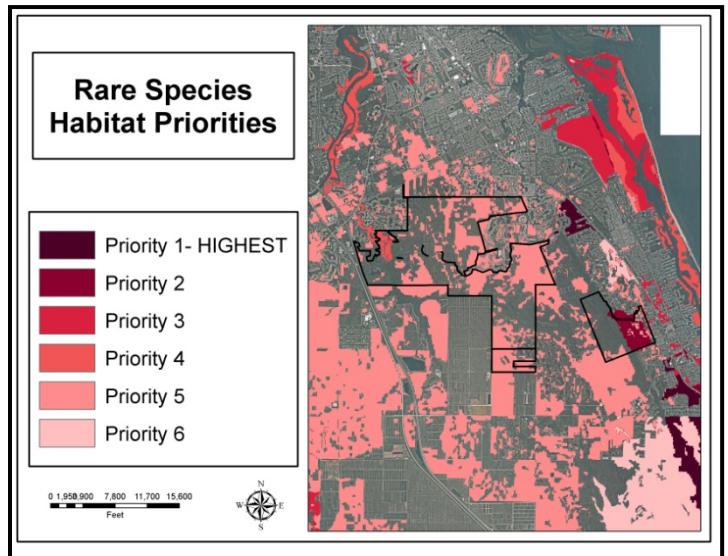 Rare Species
Habitat Priorities
Priority 1- HIGHEST
Priority 2
Priority 3
Priority 4
Priority 5
Priority 6
0 1,950 3,900 7,800 11,700 15,600
Feet
N
W E
S